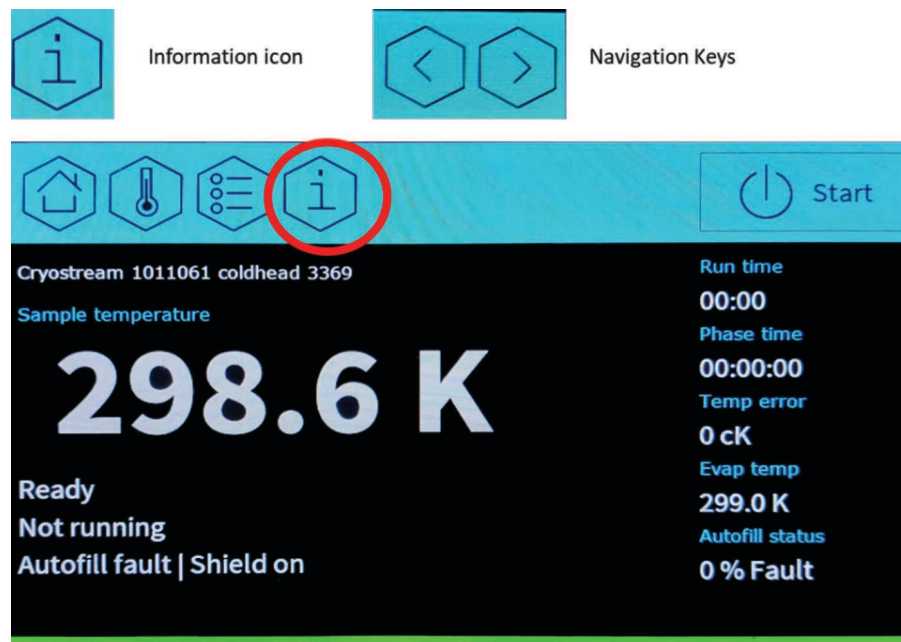 i
Information icon
Navigation Keys
i
Start
Cryostream 1011061 coldhead 3369
Sample temperature
298.6 K
Ready
Not running
Autofill fault | Shield on
Run time
00:00
Phase time
00:00:00
Temp error
0 cK
Evap temp
299.0 K
Autofill status
0 % Fault